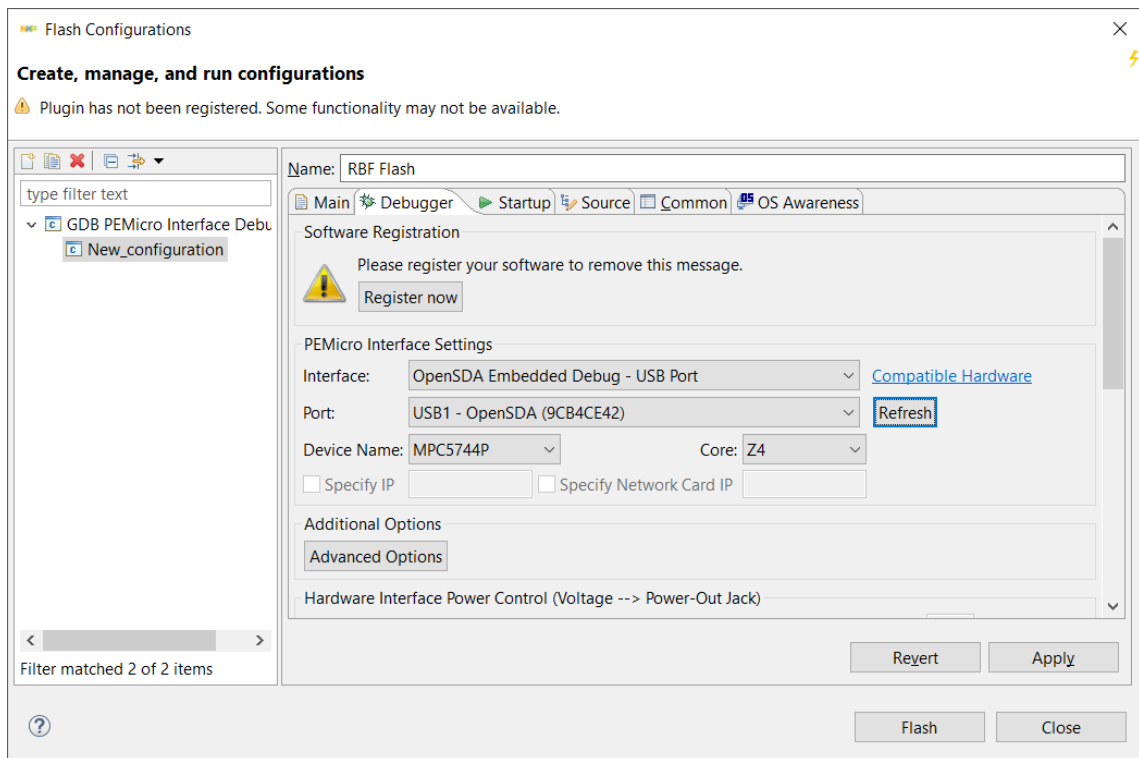 NXP Flash Configurations
Create, manage, and run configurations
Plugin has not been registered. Some functionality may not be available.
type filter text
GDB PEMicro Interface Debu
New_configuration
Filter matched 2 of 2 items
Name: RBF Flash
Main Debugger Startup Source Common OS Awareness
Software Registration
Please register your software to remove this message.
Register now
PEMicro Interface Settings
Interface: OpenSDA Embedded Debug - USB Port Compatible Hardware
Port: USB1 - OpenSDA (9CB4CE42) Refresh
Device Name: MPC5744P Core: Z4
Specify IP Specify Network Card IP
Additional Options
Advanced Options
Hardware Interface Power Control (Voltage --> Power-Out Jack)
Revert Apply
Flash Close